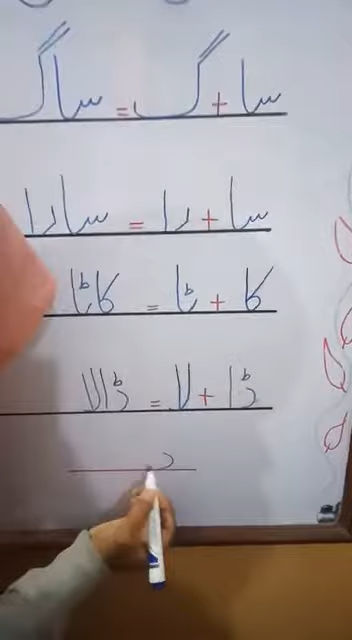 سا + گ = ساگ
سا + را = سارا
کا + ٹا = کاٹا
ڈا + لا = ڈالا